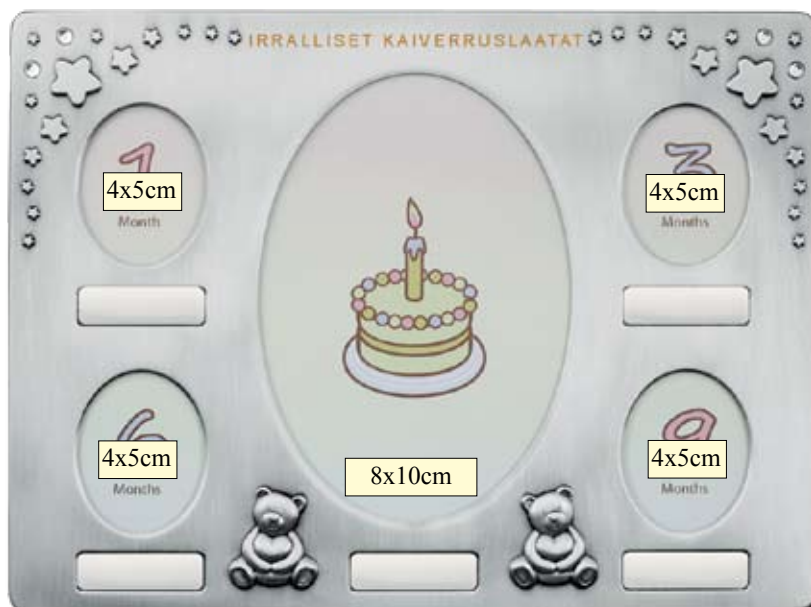 IRRALLISET KAIVERRUSLAATAT
1
4x5cm
Month
3
4x5cm
Months
6
4x5cm
Months
9
4x5cm
Months
8x10cm